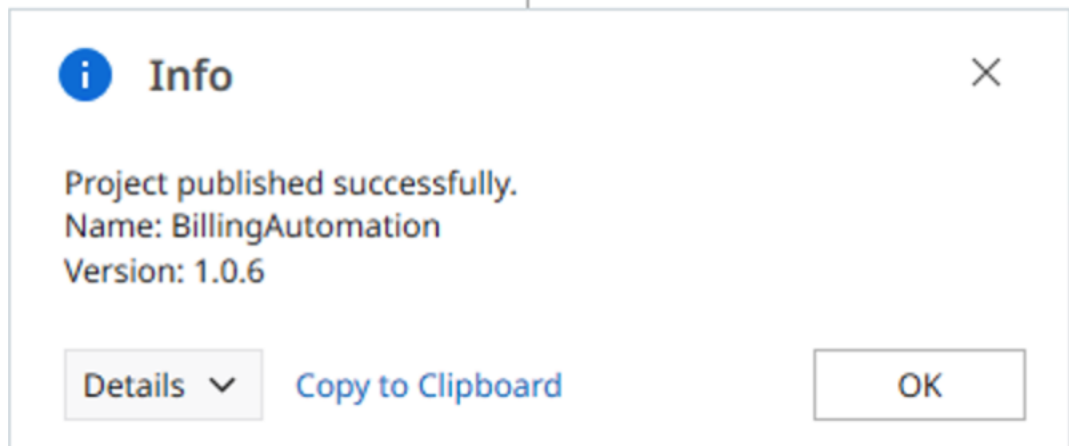 Info
Project published successfully.
Name: BillingAutomation
Version: 1.0.6
Details
Copy to Clipboard
OK